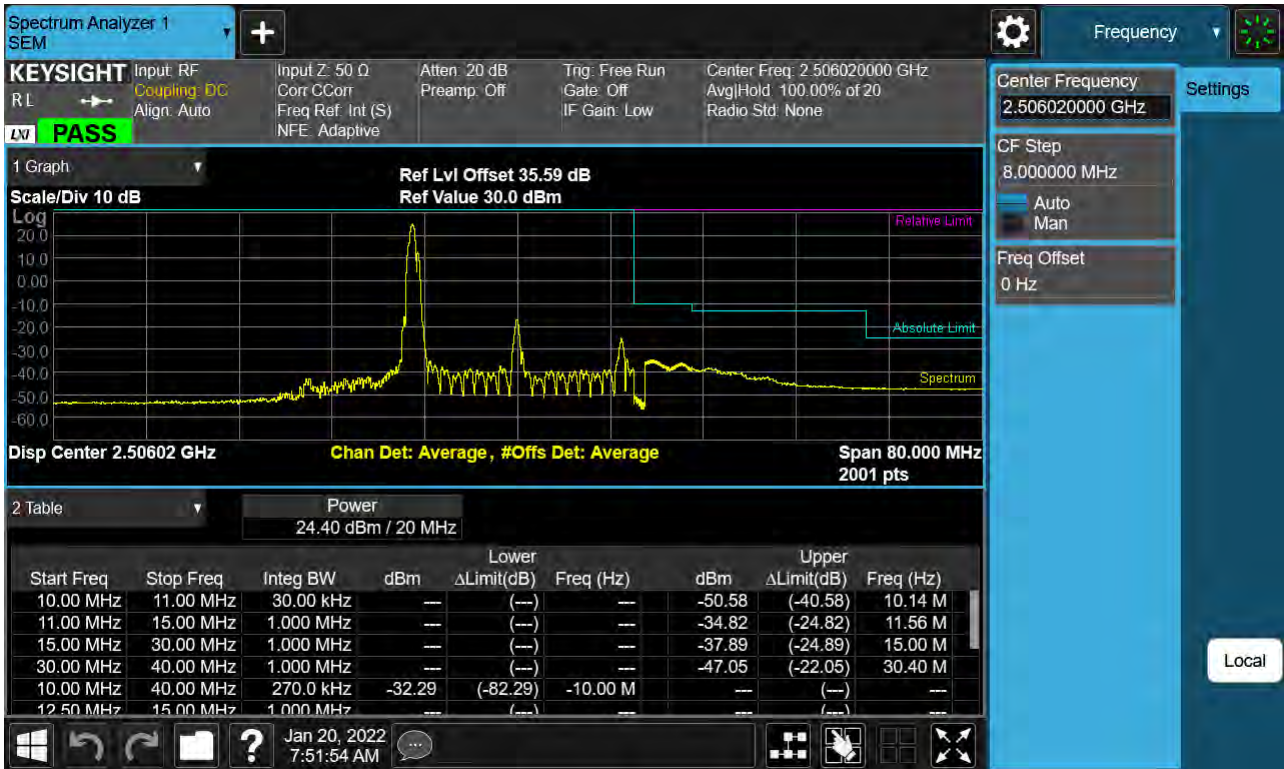 Spectrum Analyzer 1
SEM
Frequency
KEYSIGHT
RL
LXI PASS
Input: RF
Coupling: DC
Align: Auto
Input Z: 50 Ω
Corr CCorr
Freq Ref: Int (S)
NFE: Adaptive
Atten: 20 dB
Preamp: Off
Trig: Free Run
Gate: Off
IF Gain: Low
Center Freq: 2.506020000 GHz
Avg|Hold: 100.00% of 20
Radio Std: None
Center Frequency
2.506020000 GHz
Settings
CF Step
8.000000 MHz
Auto
Man
Freq Offset
0 Hz
Local
1 Graph
Scale/Div 10 dB
Ref Lvl Offset 35.59 dB
Ref Value 30.0 dBm
Log
20.0
10.0
0.00
-10.0
-20.0
-30.0
-40.0
-50.0
-60.0
Relative Limit
Absolute Limit
Spectrum
Disp Center 2.50602 GHz
Chan Det: Average, #Offs Det: Average
Span 80.000 MHz
2001 pts
2 Table
Power
24.40 dBm / 20 MHz
Lower Upper
Start Freq Stop Freq Integ BW dBm ΔLimit(dB) Freq (Hz) dBm ΔLimit(dB) Freq (Hz)
10.00 MHz 11.00 MHz 30.00 kHz --- (---) --- -50.58 (-40.58) 10.14 M
11.00 MHz 15.00 MHz 1.000 MHz --- (---) --- -34.82 (-24.82) 11.56 M
15.00 MHz 30.00 MHz 1.000 MHz --- (---) --- -37.89 (-24.89) 15.00 M
30.00 MHz 40.00 MHz 1.000 MHz --- (---) --- -47.05 (-22.05) 30.40 M
10.00 MHz 40.00 MHz 270.0 kHz -32.29 (-82.29) -10.00 M --- (---) ---
12.50 MHz 15.00 MHz 1.000 MHz --- (---) --- --- (---) ---
Jan 20, 2022
7:51:54 AM